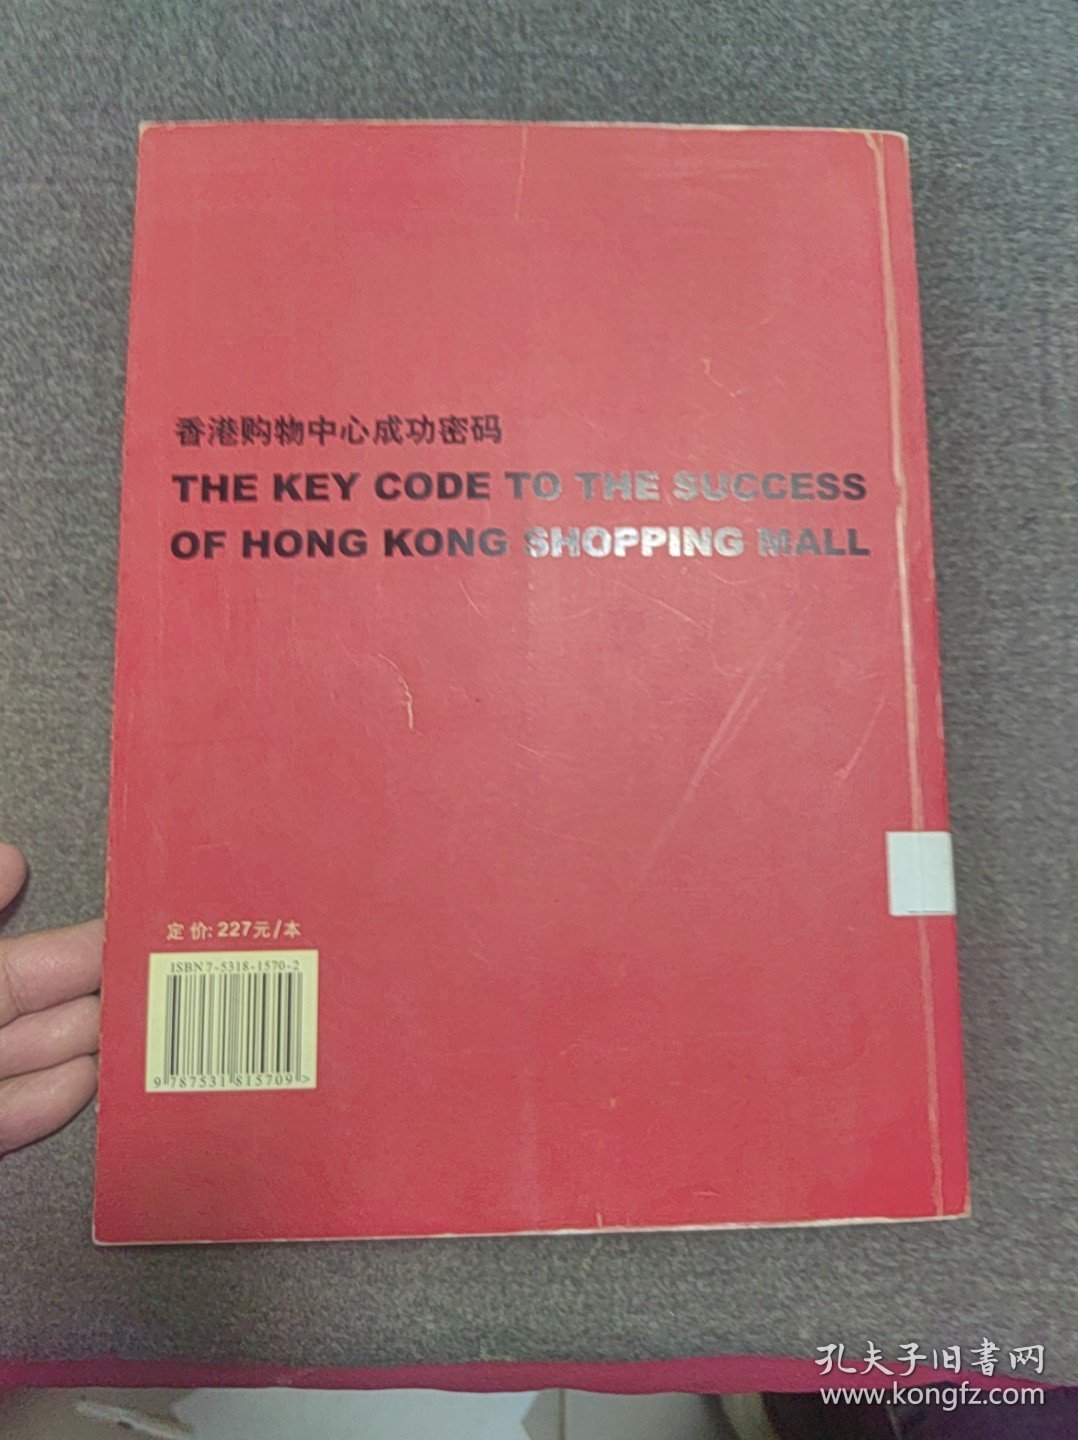 香港购物中心成功密码
THE KEY CODE TO THE SUCCESS
OF HONG KONG SHOPPING MALL
定价: 227元/本
ISBN 7-5318-1570-2
9 787531 815709 >
孔夫子旧書网
www.kongfz.com